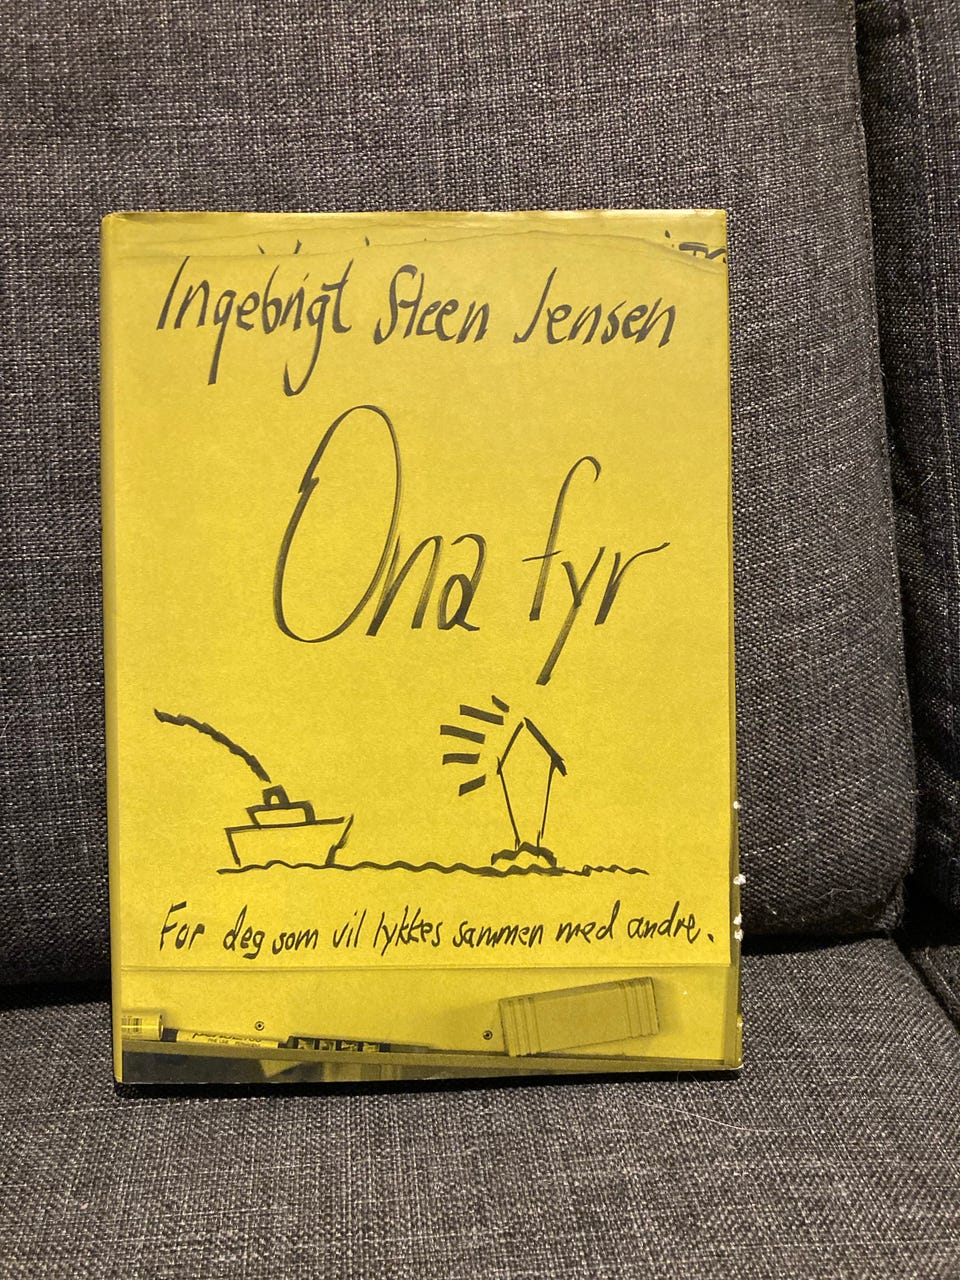 Ingebrigt Steen Jensen
Ona fyr
For deg som vil lykkes sammen med andre.